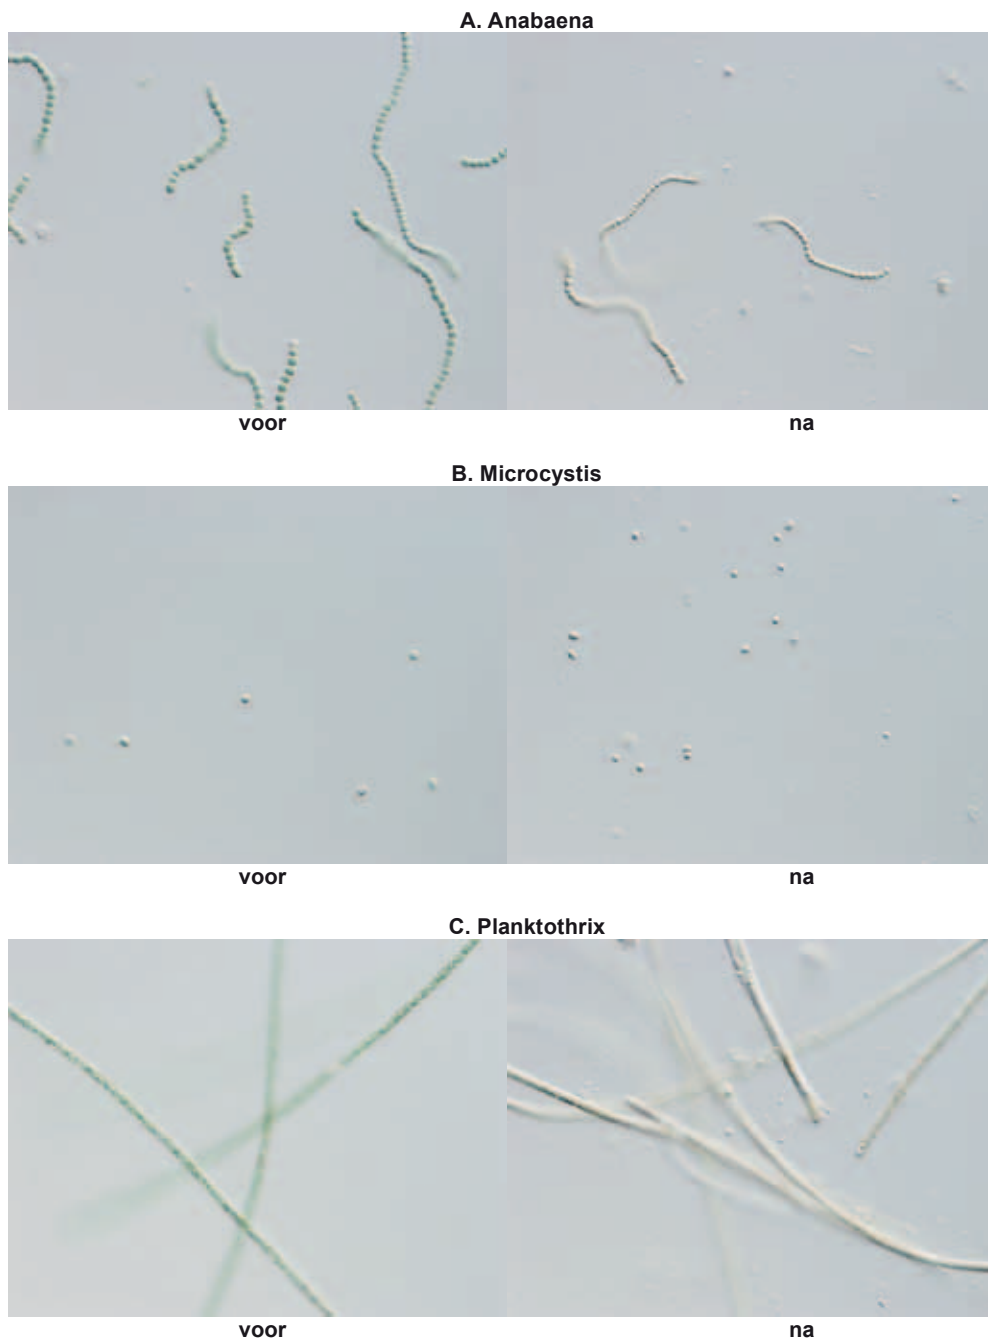 A. Anabaena
voor na
B. Microcystis
voor na
C. Planktothrix
voor na